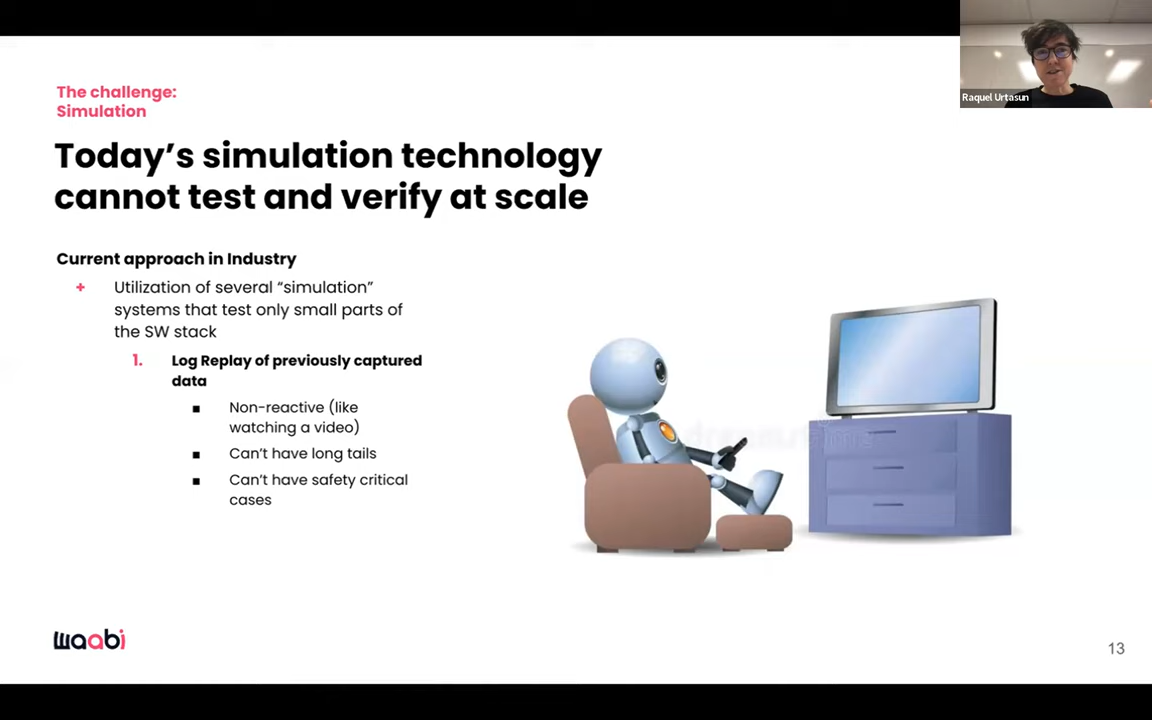 Raquel Urtasun
The challenge:
Simulation
Today's simulation technology
cannot test and verify at scale
Current approach in Industry
+ Utilization of several “simulation”
systems that test only small parts of
the SW stack
1. Log Replay of previously captured
data
■ Non-reactive (like
watching a video)
■ Can't have long tails
■ Can't have safety critical
cases
waabi
13